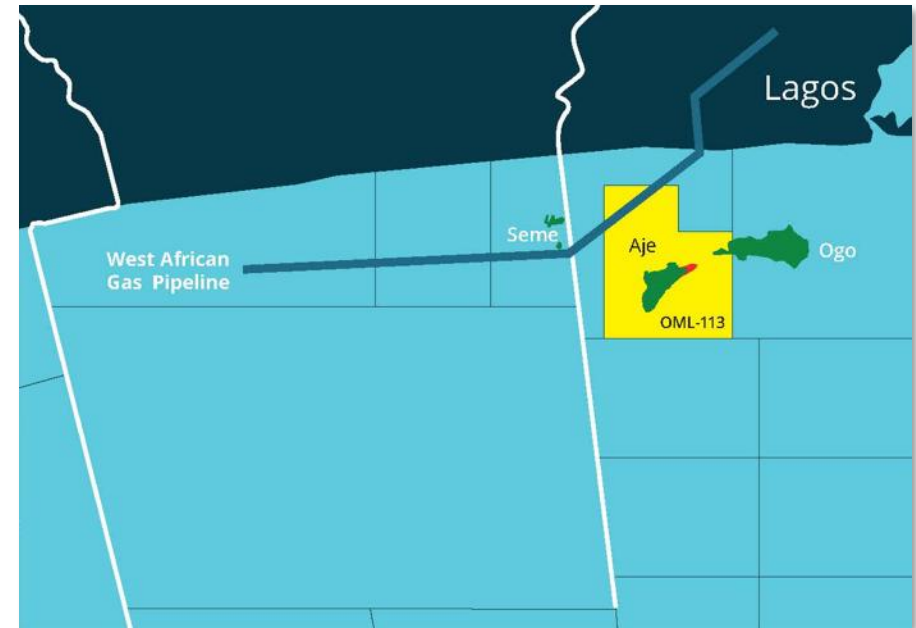 Lagos
Seme
Aje
Ogo
West African
Gas Pipeline
OML-113